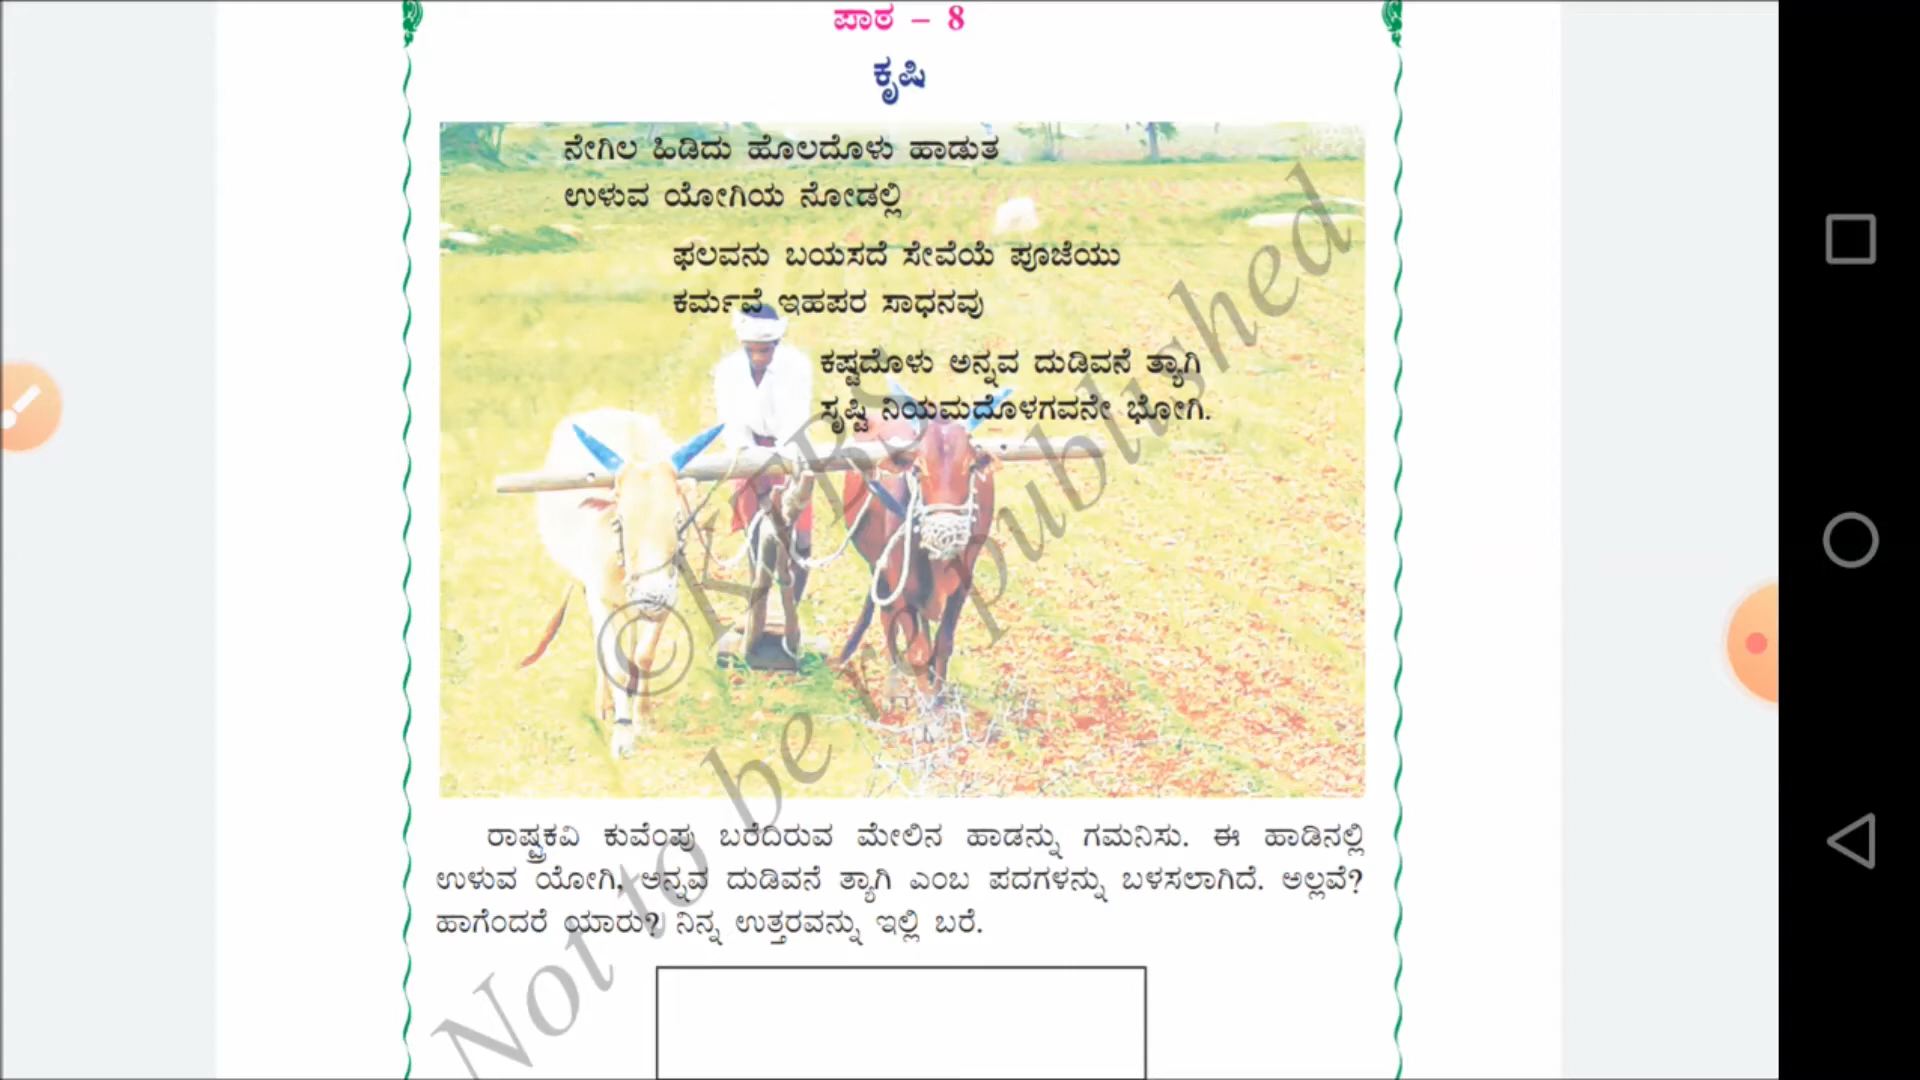 ಪಾಠ – 8
ಕೃಷಿ
ನೇಗಿಲ ಹಿಡಿದು ಹೊಲದೊಳು ಹಾಡುತ
ಉಳುವ ಯೋಗಿಯ ನೋಡಲ್ಲಿ
ಫಲವನು ಬಯಸದೆ ಸೇವೆಯೆ ಪೂಜೆಯು
ಕರ್ಮವೆ ಇಹಪರ ಸಾಧನವು
ಕಷ್ಟದೊಳು ಅನ್ನವ ದುಡಿವನೆ ತ್ಯಾಗಿ
ಸೃಷ್ಟಿ ನಿಯಮದೊಳಗವನೇ ಭೋಗಿ.
ರಾಷ್ಟ್ರಕವಿ ಕುವೆಂಪು ಬರೆದಿರುವ ಮೇಲಿನ ಹಾಡನ್ನು ಗಮನಿಸು. ಈ ಹಾಡಿನಲ್ಲಿ
ಉಳುವ ಯೋಗಿ, ಅನ್ನವ ದುಡಿವನೆ ತ್ಯಾಗಿ ಎಂಬ ಪದಗಳನ್ನು ಬಳಸಲಾಗಿದೆ. ಅಲ್ಲವೆ?
ಹಾಗೆಂದರೆ ಯಾರು? ನಿನ್ನ ಉತ್ತರವನ್ನು ಇಲ್ಲಿ ಬರೆ.
©KTBS
Not to be republished